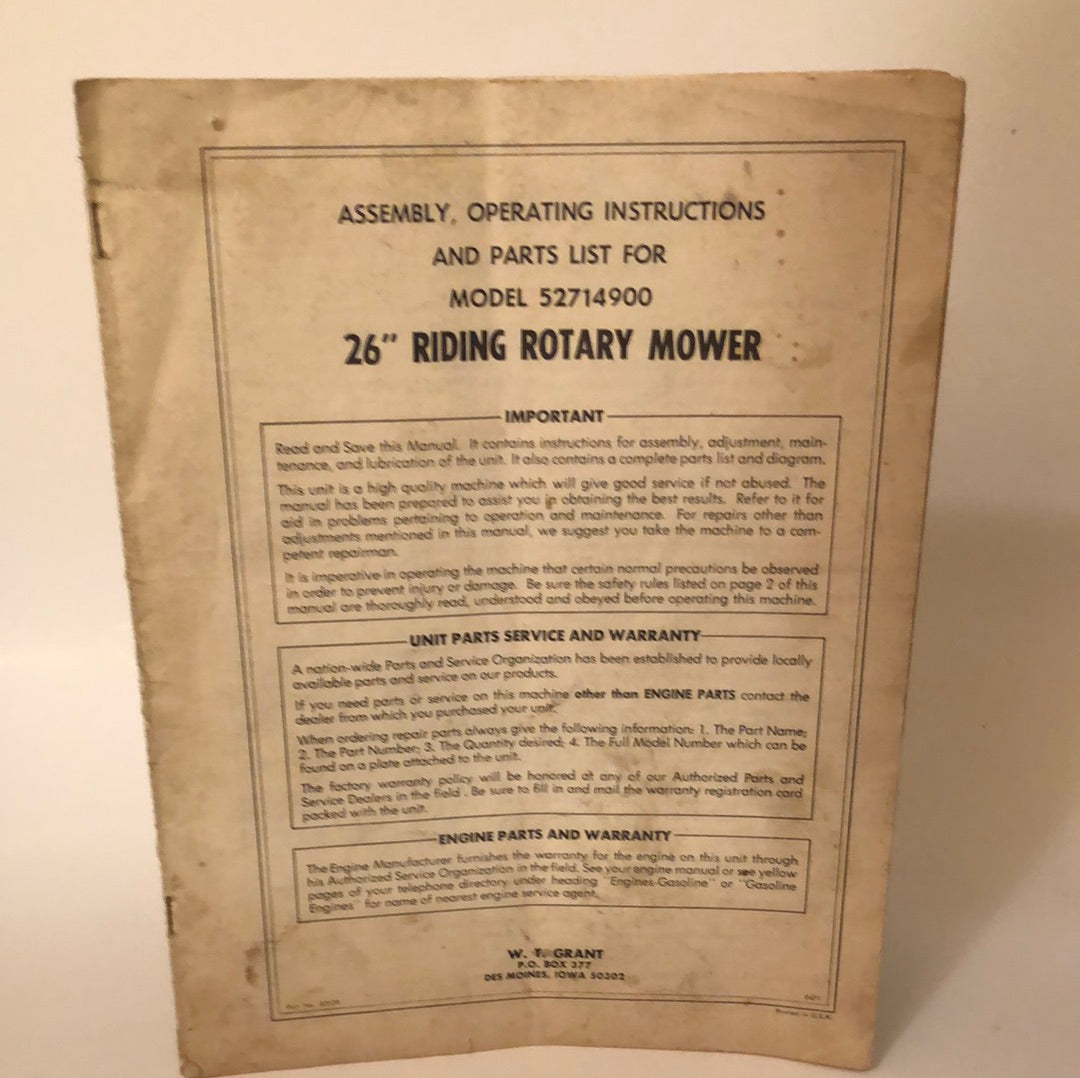 ASSEMBLY, OPERATING INSTRUCTIONS
AND PARTS LIST FOR
MODEL 52714900
26" RIDING ROTARY MOWER
IMPORTANT
Read and Save this Manual. It contains instructions for assembly, adjustment, main-
tenance, and lubrication of the unit. It also contains a complete parts list and diagram.
This unit is a high quality machine which will give good service if not abused. The
manual has been prepared to assist you in obtaining the best results. Refer to it for
aid in problems pertaining to operation and maintenance. For repairs other than
adjustments mentioned in this manual, we suggest you take the machine to a com-
petent repairman.
It is imperative in operating the machine that certain normal precautions be observed
in order to prevent injury or damage. Be sure the safety rules listed on page 2 of this
manual are thoroughly read, understood and obeyed before operating this machine.
UNIT PARTS SERVICE AND WARRANTY
A nation-wide Parts and Service Organization has been established to provide locally
available parts and service on our products.
If you need parts or service on this machine other than ENGINE PARTS contact the
dealer from which you purchased your unit.
When ordering repair parts always give the following information: 1. The Part Name;
2. The Part Number; 3. The Quantity desired; 4. The Full Model Number which can be
found on a plate attached to the unit.
The factory warranty policy will be honored at any of our Authorized Parts and
Service Dealers in the field. Be sure to fill in and mail the warranty registration card
packed with the unit.
ENGINE PARTS AND WARRANTY
The Engine Manufacturer furnishes the warranty for the engine on this unit through
his Authorized Service Organization in the field. See your engine manual or see yellow
pages of your telephone directory under heading "Engines-Gasoline" or "Gasoline
Engines" for name of nearest engine service agent.
W. T. GRANT
P.O. BOX 377
DES MOINES, IOWA 50302
Printed in U.S.A.